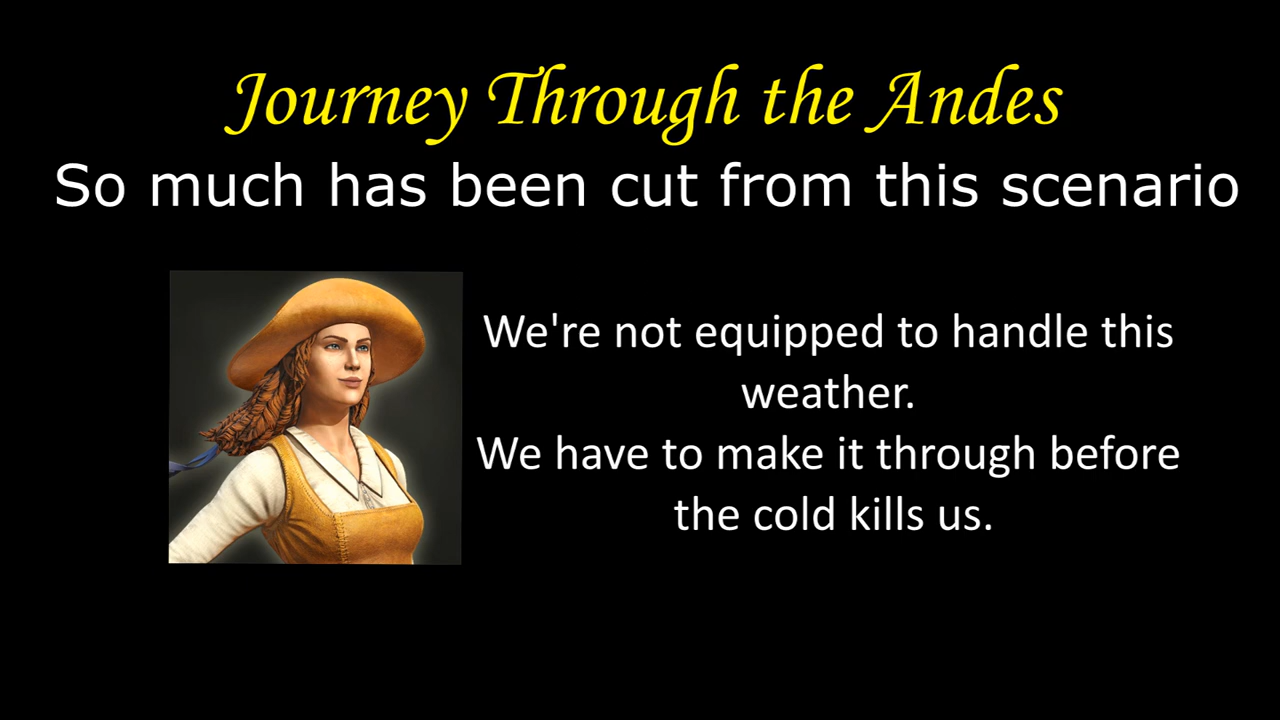 Journey Through the Andes
So much has been cut from this scenario
We're not equipped to handle this
weather.
We have to make it through before
the cold kills us.